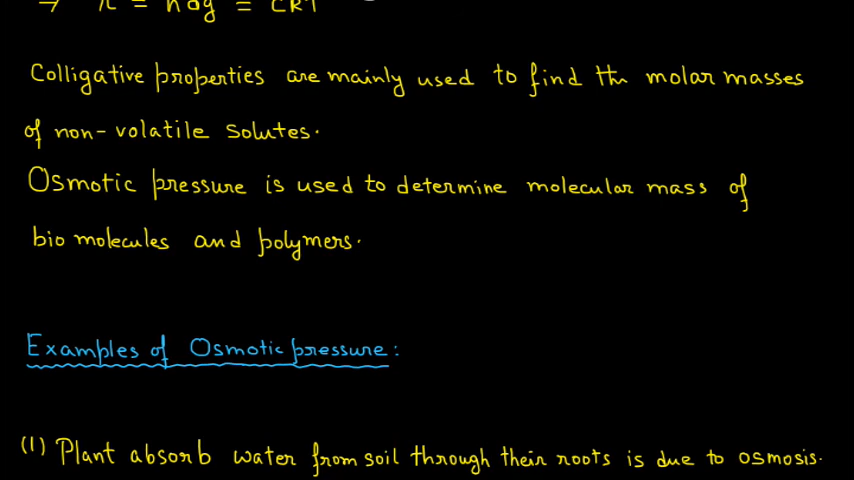 → π = hdg = CRT
Colligative properties are mainly used to find the molar masses
of non-volatile solutes.
Osmotic pressure is used to determine molecular mass of
bio molecules and polymers.
Examples of Osmotic pressure:
(1) Plant absorb water from soil through their roots is due to osmosis.